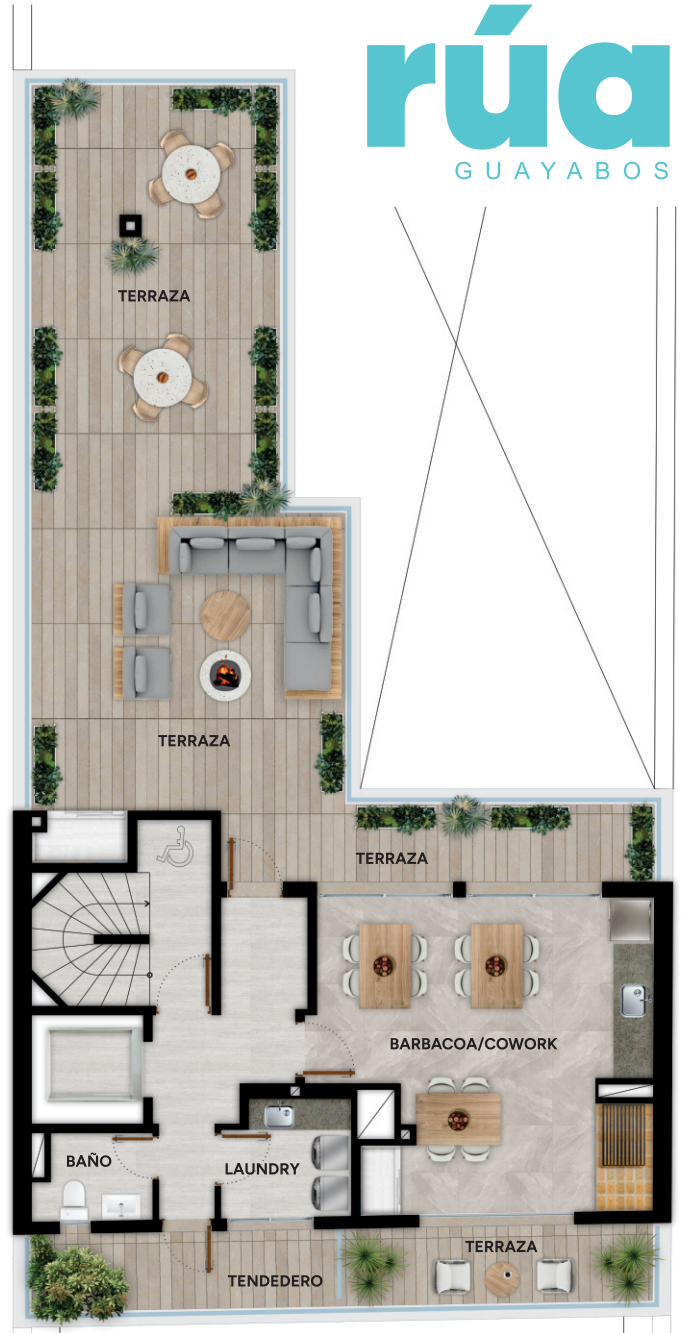 rúa
GUAYABOS
TERRAZA
TERRAZA
TERRAZA
BARBACOA/COWORK
BAÑO
LAUNDRY
TERRAZA
TENDEDERO